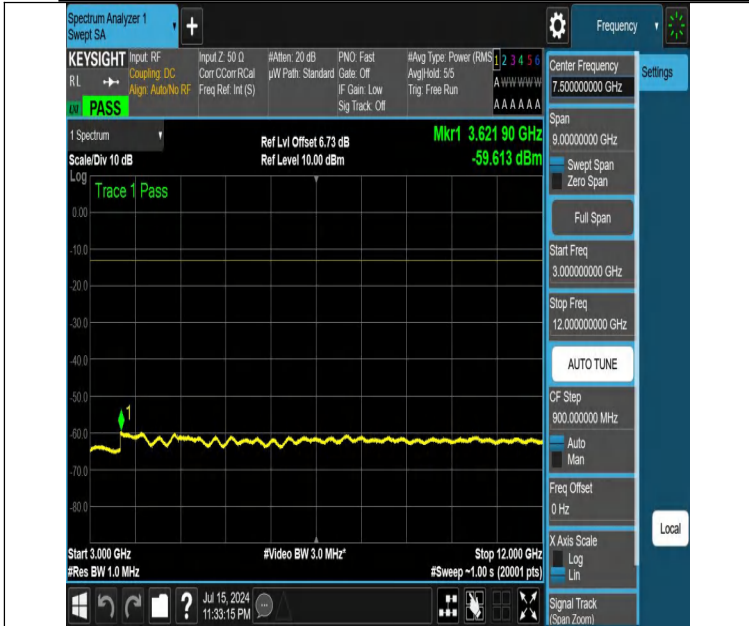 Spectrum Analyzer 1
Swept SA
+
Frequency
KEYSIGHT
RL
PASS
Input: RF
Coupling: DC
Align: Auto/No RF
Input Z: 50 Ω
Corr CCorr RCal
Freq Ref: Int (S)
#Atten: 20 dB
µW Path: Standard
PNO: Fast
Gate: Off
IF Gain: Low
Sig Track: Off
#Avg Type: Power (RMS
Avg|Hold: 5/5
Trig: Free Run
1 2 3 4 5 6
A W W W W W
A A A A A A
1 Spectrum
Scale/Div 10 dB
Ref Lvl Offset 6.73 dB
Ref Level 10.00 dBm
Mkr1 3.621 90 GHz
-59.613 dBm
Log
Trace 1 Pass
0.00
-10.0
-20.0
-30.0
-40.0
-50.0
-60.0
-70.0
-80.0
1
Start 3.000 GHz
#Res BW 1.0 MHz
#Video BW 3.0 MHz*
Stop 12.000 GHz
#Sweep ~1.00 s (20001 pts)
Jul 15, 2024
11:33:15 PM
?
Center Frequency
7.500000000 GHz
Settings
Span
9.00000000 GHz
Swept Span
Zero Span
Full Span
Start Freq
3.000000000 GHz
Stop Freq
12.000000000 GHz
AUTO TUNE
CF Step
900.000000 MHz
Auto
Man
Freq Offset
0 Hz
Local
X Axis Scale
Log
Lin
Signal Track
(Span Zoom)